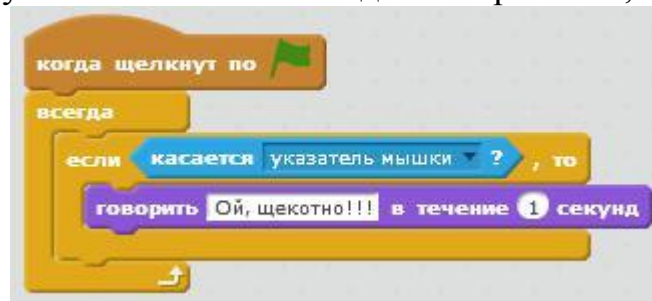 когда щелкнут по
всегда
если касается указатель мышки ? , то
говорить Ой, щекотно!!! в течение 1 секунд